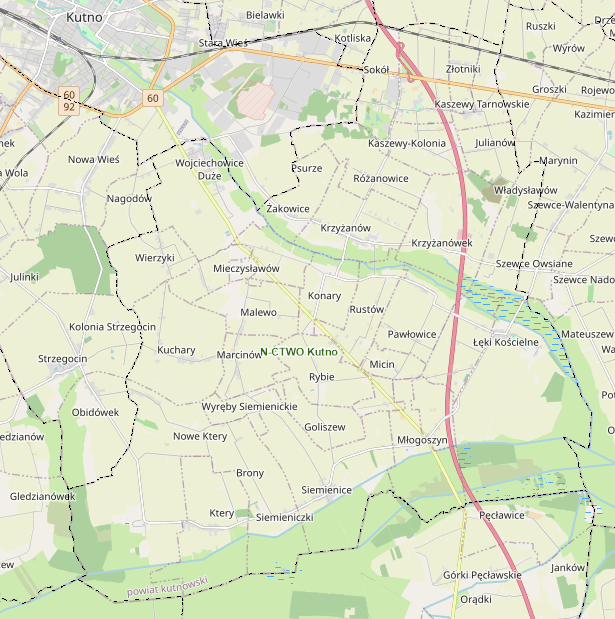 Kutno
Bielawki
Stara Wieś
Kotliska
Ruszki
Wyrów
Sokół
Złotniki
Groszki
60
92
60
Kaszewy Tarnowskie
Kaszewy-Kolonia
Julianów
Nowa Wieś
Wojciechowice
Duże
Psurze
Marynin
a Wola
Różanowice
Władysławów
Nagodów
Szewce-Walentyna
Żakowice
Krzyżanów
Krzyżanówek
Wierzyki
Mieczysławów
Szewce Owsiane
Szewce Nado
Julinki
Konary
Malewo
Rustów
Kolonia Strzegocin
Pawłowice
Mateuszew
Łęki Kościelne
Kuchary
Marcinów
N-CTWO Kutno
Strzegocin
Micin
Rybie
Wyręby Siemienickie
Obidówek
Goliszew
edzianów
Nowe Ktery
Młogoszyn
Brony
Siemienice
Gledzianówek
Ktery
Siemieniczki
Pęcławice
Janków
Górki Pęcławskie
powiat kutnowski
Orądki